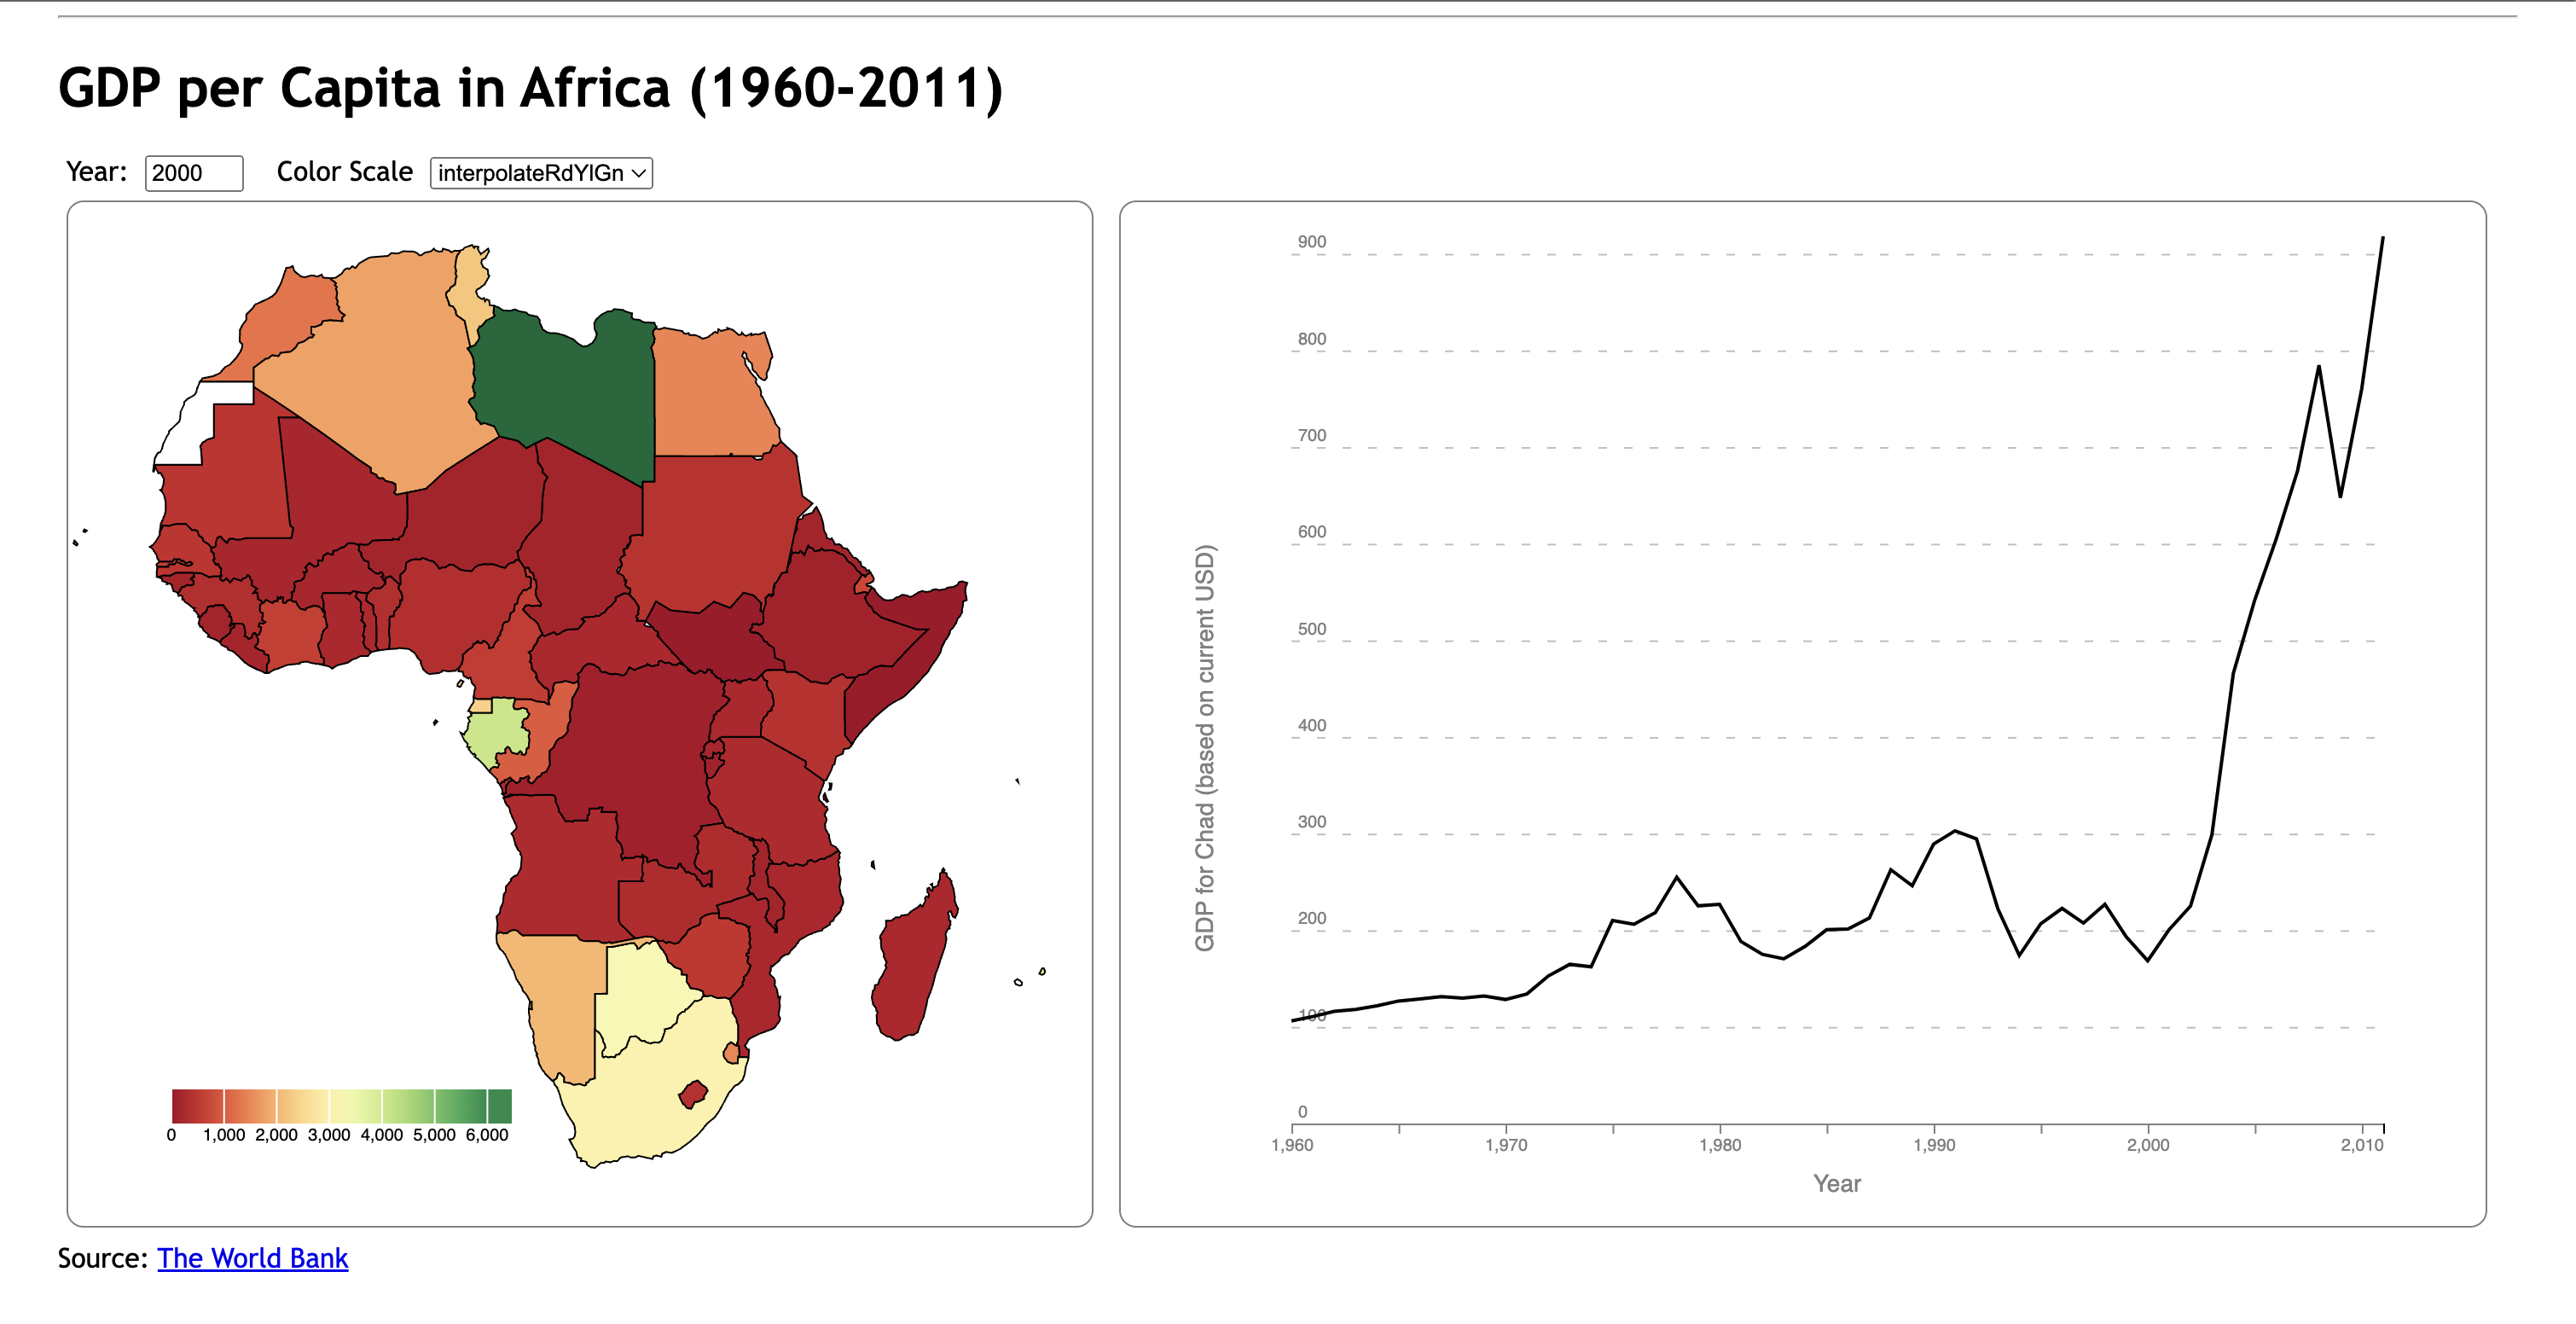 GDP per Capita in Africa (1960-2011)
Year: 2000 Color Scale interpolateRdYlGn
0 1,000 2,000 3,000 4,000 5,000 6,000
GDP for Chad (based on current USD)
900
800
700
600
500
400
300
200
100
0
1,960 1,970 1,980 1,990 2,000 2,010
Year
Source: The World Bank